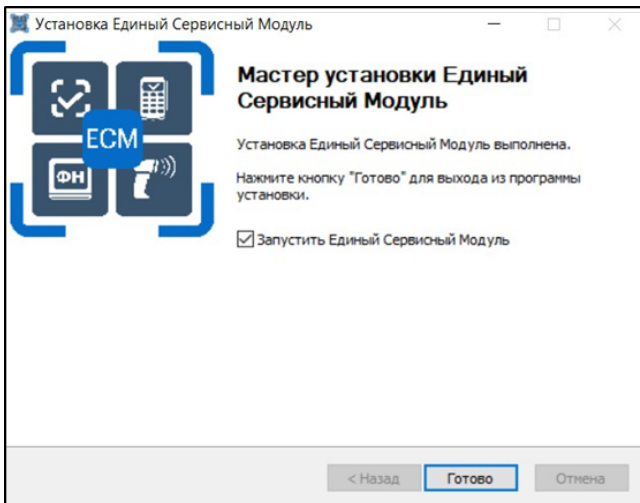 Установка Единый Сервисный Модуль
ЕСМ
ФН
Мастер установки Единый
Сервисный Модуль
Установка Единый Сервисный Модуль выполнена.
Нажмите кнопку "Готово" для выхода из программы
установки.
Запустить Единый Сервисный Модуль
< Назад
Готово
Отмена